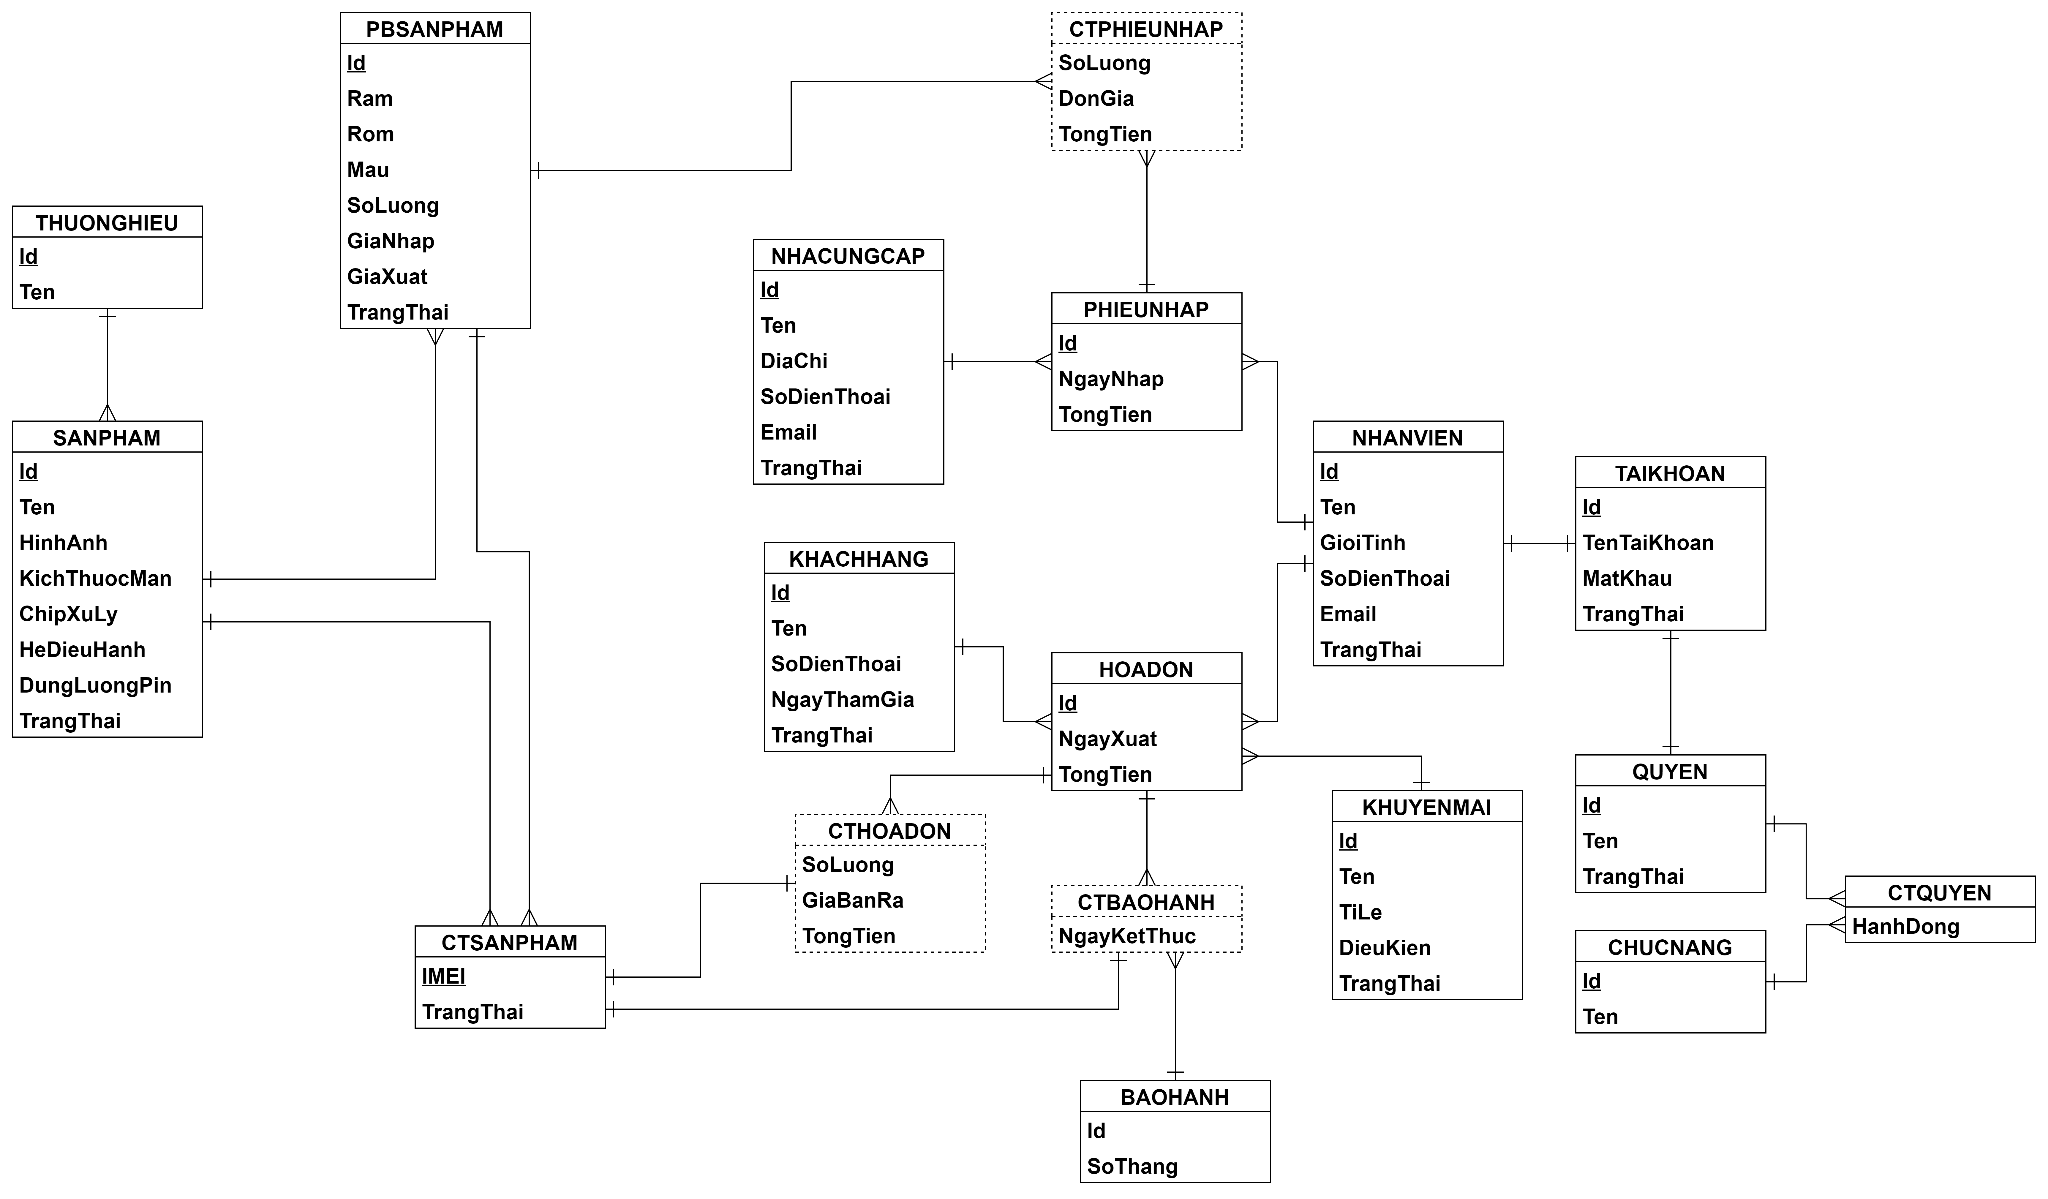 PBSANPHAM
Id
Ram
Rom
Mau
SoLuong
GiaNhap
GiaXuat
TrangThai
CTPHIEUNHAP
SoLuong
DonGia
TongTien
THUONGHIEU
Id
Ten
NHACUNGCAP
Id
Ten
DiaChi
SoDienThoai
Email
TrangThai
PHIEUNHAP
Id
NgayNhap
TongTien
SANPHAM
Id
Ten
HinhAnh
KichThuocMan
ChipXuLy
HeDieuHanh
DungLuongPin
TrangThai
NHANVIEN
Id
Ten
GioiTinh
SoDienThoai
Email
TrangThai
TAIKHOAN
Id
TenTaiKhoan
MatKhau
TrangThai
KHACHHANG
Id
Ten
SoDienThoai
NgayThamGia
TrangThai
HOADON
Id
NgayXuat
TongTien
QUYEN
Id
Ten
TrangThai
KHUYENMAI
Id
Ten
TiLe
DieuKien
TrangThai
CTHOADON
SoLuong
GiaBanRa
TongTien
CTBAOHANH
NgayKetThuc
CTQUYEN
HanhDong
CTSANPHAM
IMEI
TrangThai
CHUCNANG
Id
Ten
BAOHANH
Id
SoThang